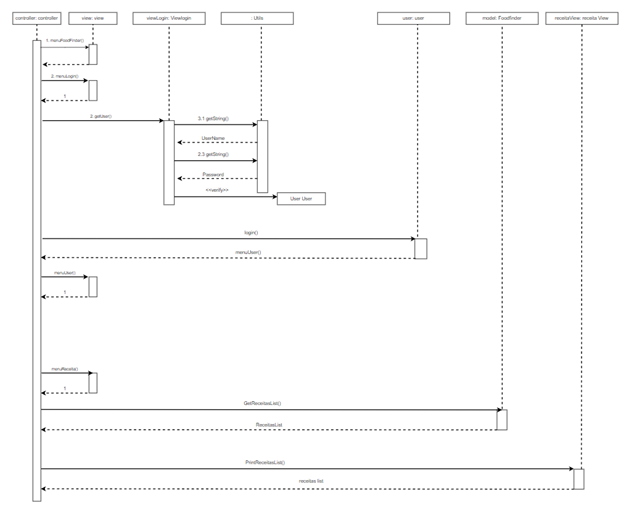 controller: controller
view: view
viewLogin: Viewlogin
: Utils
user: user
model: Foodfinder
receitaView: receita View
1. menuFoodFinder()
2. menuLogin()
1
3. getUser()
3.1 getString()
UserName
2.3 getString()
Password
<<verify>>
User User
login()
menuUser()
menuUser()
1
menuReceita()
1
GetReceitasList()
ReceitasList
PrintReceitasList()
receitas list